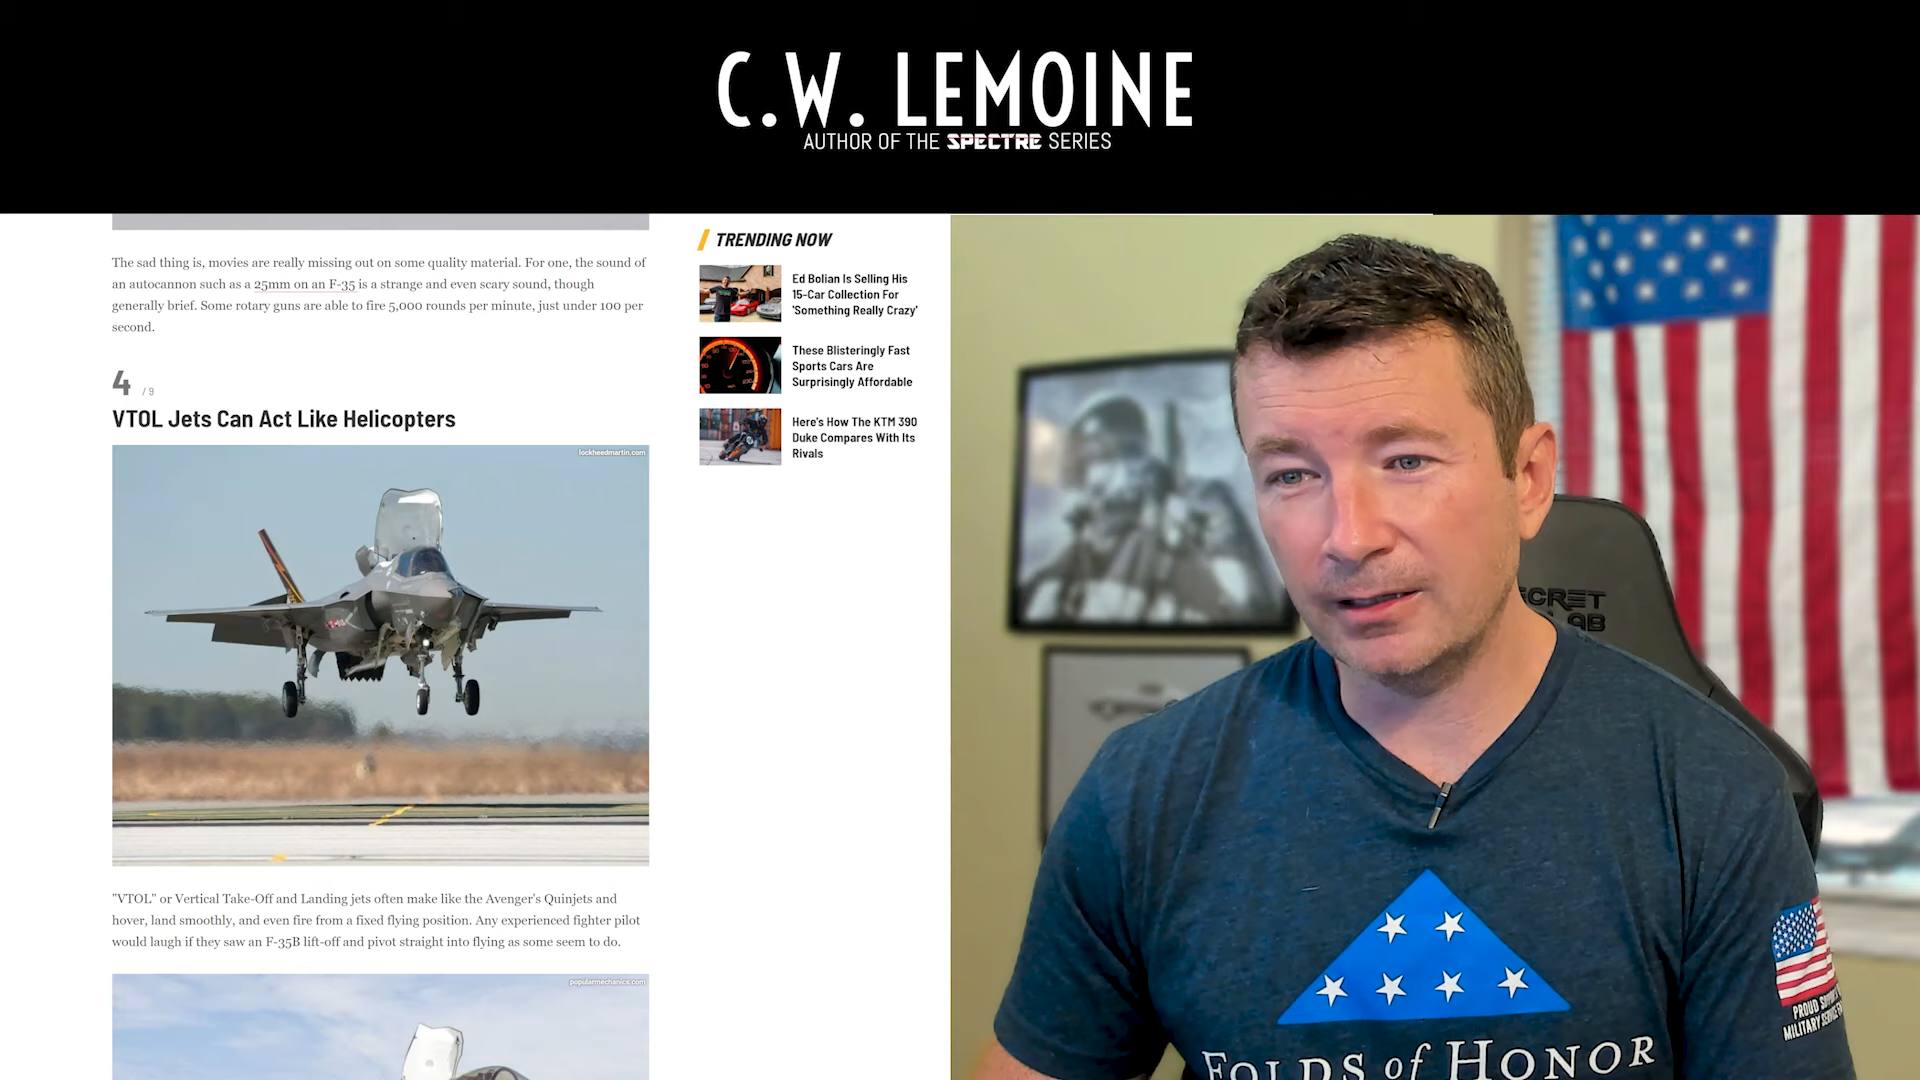 C.W. LEMOINE
AUTHOR OF THE SPECTRE SERIES
The sad thing is, movies are really missing out on some quality material. For one, the sound of
an autocannon such as a 25mm on an F-35 is a strange and even scary sound, though
generally brief. Some rotary guns are able to fire 5,000 rounds per minute, just under 100 per
second.
4 / 9
VTOL Jets Can Act Like Helicopters
lockheedmartin.com
"VTOL" or Vertical Take-Off and Landing jets often make like the Avenger's Quinjets and
hover, land smoothly, and even fire from a fixed flying position. Any experienced fighter pilot
would laugh if they saw an F-35B lift-off and pivot straight into flying as some seem to do.
popularmechanics.com
TRENDING NOW
Ed Bolian Is Selling His
15-Car Collection For
'Something Really Crazy'
These Blisteringly Fast
Sports Cars Are
Surprisingly Affordable
Here's How The KTM 390
Duke Compares With Its
Rivals
FOLDS of HONOR
PROUD
MILITARY